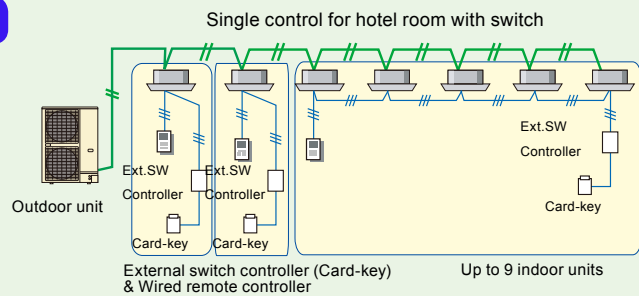 Single control for hotel room with switch
Outdoor unit
Ext.SW
Controller
Card-key
Ext.SW
Controller
Card-key
Ext.SW
Controller
Card-key
External switch controller (Card-key)
& Wired remote controller
Up to 9 indoor units